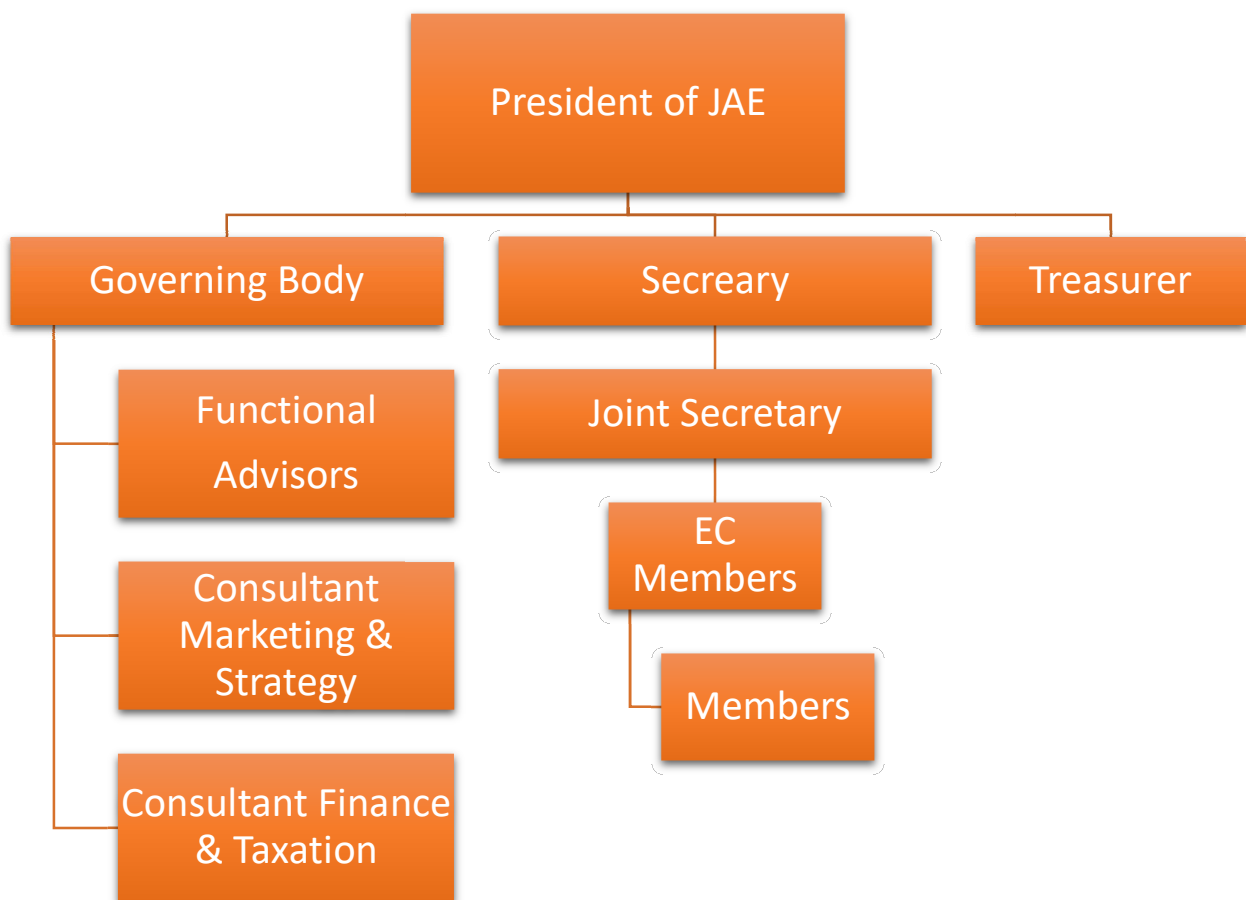 President of JAE
Governing Body
Secreary
Treasurer
Functional
Advisors
Joint Secretary
EC
Members
Consultant
Marketing &
Strategy
Members
Consultant Finance
& Taxation